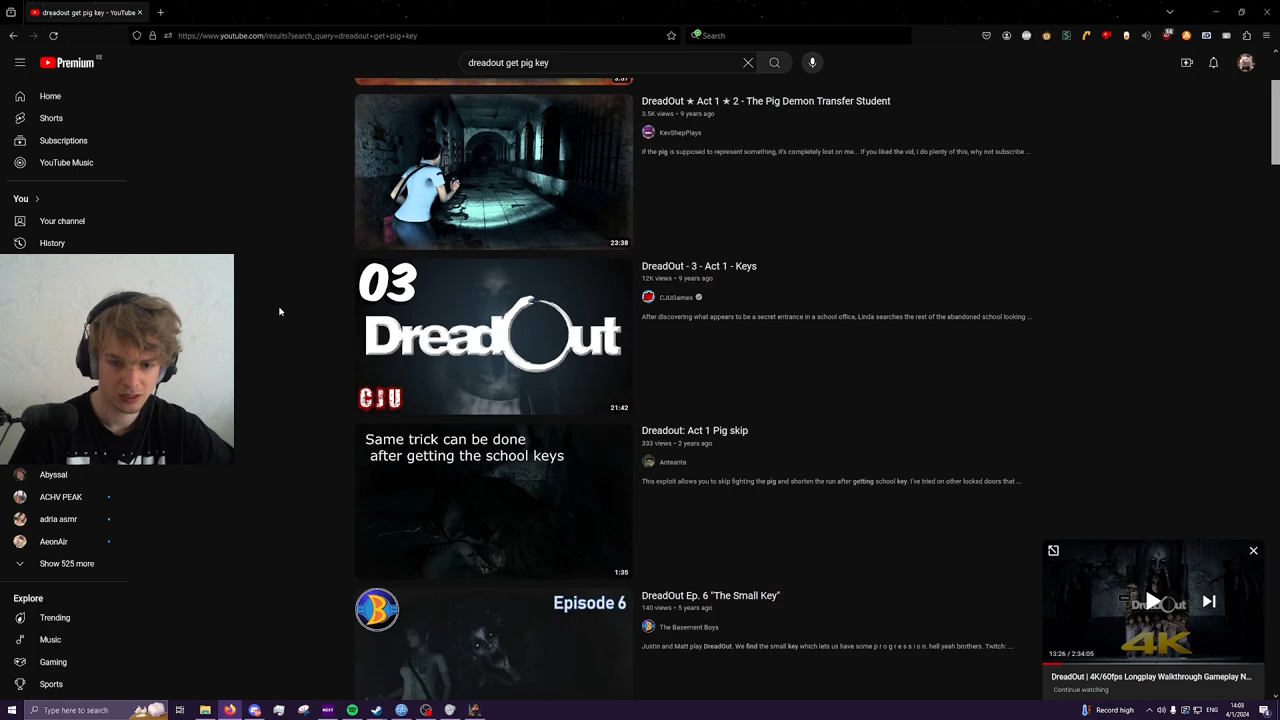 dreadout get pig key - YouTube
https://www.youtube.com/results?search_query=dreadout+get+pig+key
Search
Premium
EE
dreadout get pig key
Home
Shorts
Subscriptions
YouTube Music
You
Your channel
History
Abyssal
ACHV PEAK
adria asmr
AeonAir
Show 525 more
Explore
Trending
Music
Gaming
Sports
3:57
DreadOut ★ Act 1 ★ 2 - The Pig Demon Transfer Student
3.5K views • 9 years ago
KevShepPlays
if the pig is supposed to represent something, it's completely lost on me... If you liked the vid, I do plenty of this, why not subscribe ...
23:38
03
DreadOut
CJU
21:42
DreadOut - 3 - Act 1 - Keys
12K views • 9 years ago
CJUGames
After discovering what appears to be a secret entrance in a school office, Linda searches the rest of the abandoned school looking ...
Same trick can be done
after getting the school keys
1:35
Dreadout: Act 1 Pig skip
333 views • 2 years ago
Anteante
This exploit allows you to skip fighting the pig and shorten the run after getting school key. I've tried on other locked doors that ...
Episode 6
DreadOut Ep. 6 "The Small Key"
140 views • 5 years ago
The Basement Boys
Justin and Matt play DreadOut. We find the small key which lets us have some p r o g r e s s i o n. hell yeah brothers. Twitch: ...
DreadOut
4K
13:26 / 2:34:05
DreadOut | 4K/60fps Longplay Walkthrough Gameplay N...
Continue watching
Type here to search
NEXT
Record high
ENG
14:03
4/1/2024